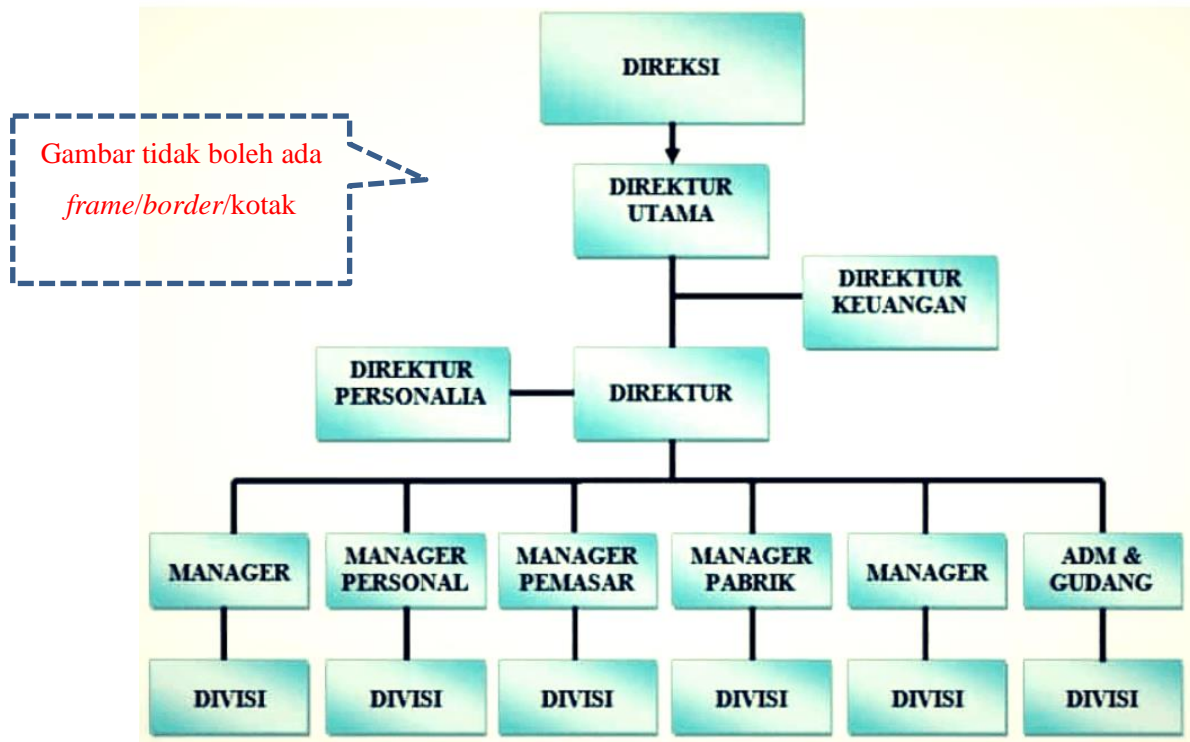 DIREKSI
Gambar tidak boleh ada
frame/border/kotak
DIREKTUR
UTAMA
DIREKTUR
KEUANGAN
DIREKTUR
PERSONALIA
DIREKTUR
MANAGER
MANAGER
PERSONAL
MANAGER
PEMASAR
MANAGER
PABRIK
MANAGER
ADM &
GUDANG
DIVISI
DIVISI
DIVISI
DIVISI
DIVISI
DIVISI